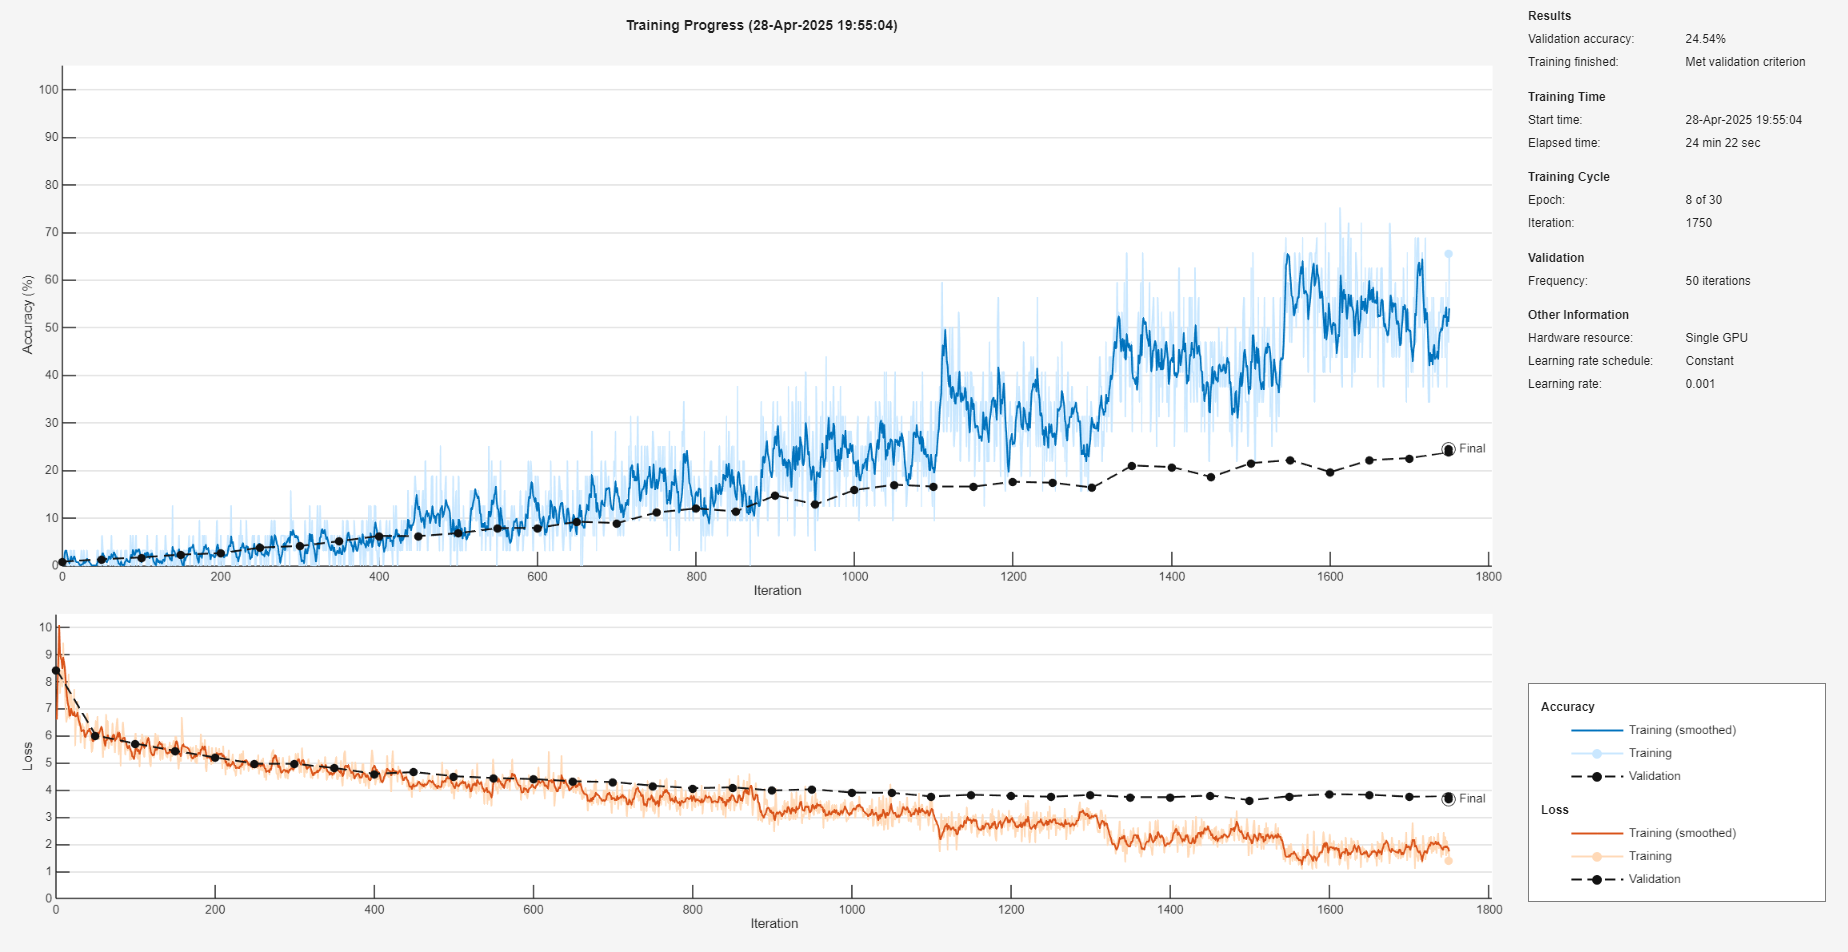 Training Progress (28-Apr-2025 19:55:04)
100
90
80
70
60
50
40
30
20
10
0
Accuracy (%)
0 200 400 600 800 1000 1200 1400 1600 1800
Iteration
Final
10
9
8
7
6
5
4
3
2
1
0
Loss
0 200 400 600 800 1000 1200 1400 1600 1800
Iteration
Final
Results
Validation accuracy: 24.54%
Training finished: Met validation criterion
Training Time
Start time: 28-Apr-2025 19:55:04
Elapsed time: 24 min 22 sec
Training Cycle
Epoch: 8 of 30
Iteration: 1750
Validation
Frequency: 50 iterations
Other Information
Hardware resource: Single GPU
Learning rate schedule: Constant
Learning rate: 0.001
Accuracy
Training (smoothed)
Training
Validation
Loss
Training (smoothed)
Training
Validation